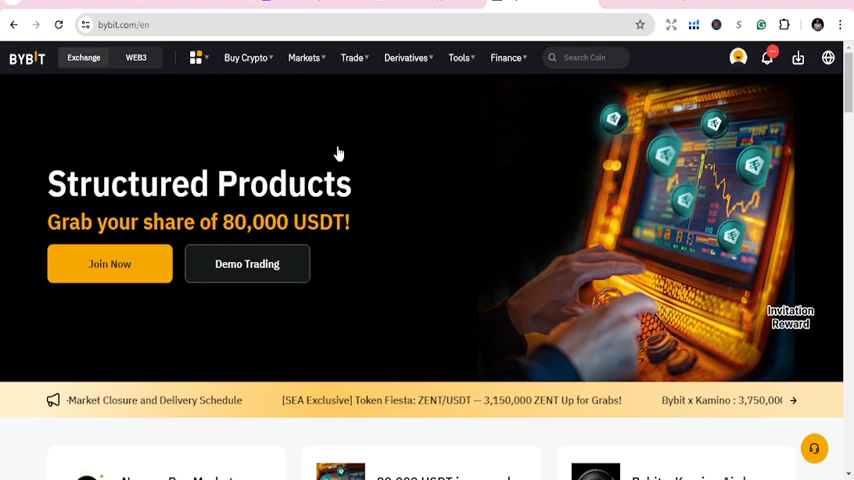 bybit.com/en
BYBIT Exchange WEB3 Buy Crypto Markets Trade Derivatives Tools Finance Search Coin
Structured Products
Grab your share of 80,000 USDT!
Join Now Demo Trading
Invitation
Reward
·Market Closure and Delivery Schedule [SEA Exclusive] Token Fiesta: ZENT/USDT — 3,150,000 ZENT Up for Grabs! Bybit x Kamino : 3,750,000